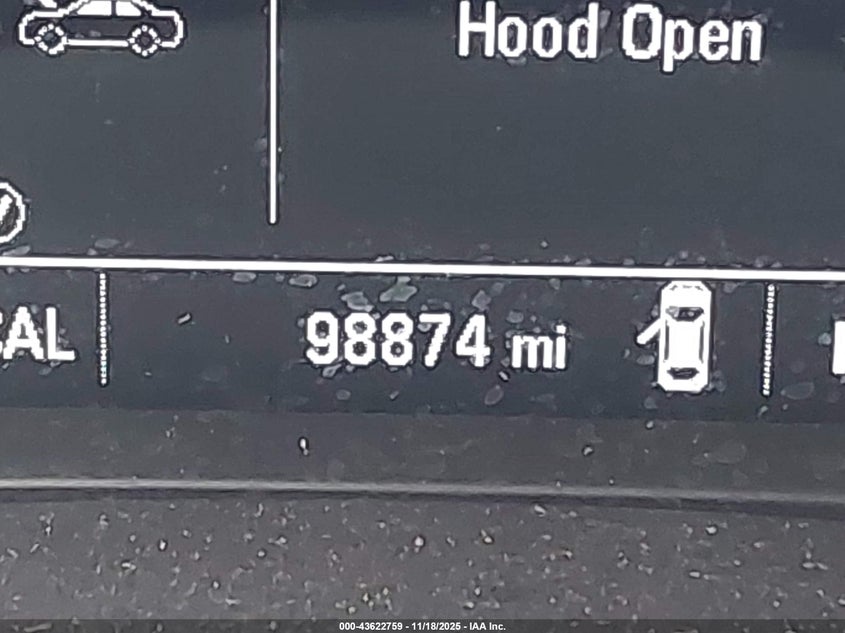 Hood Open
CAL
98874 mi
000-43622759 - 11/18/2025 - IAA Inc.